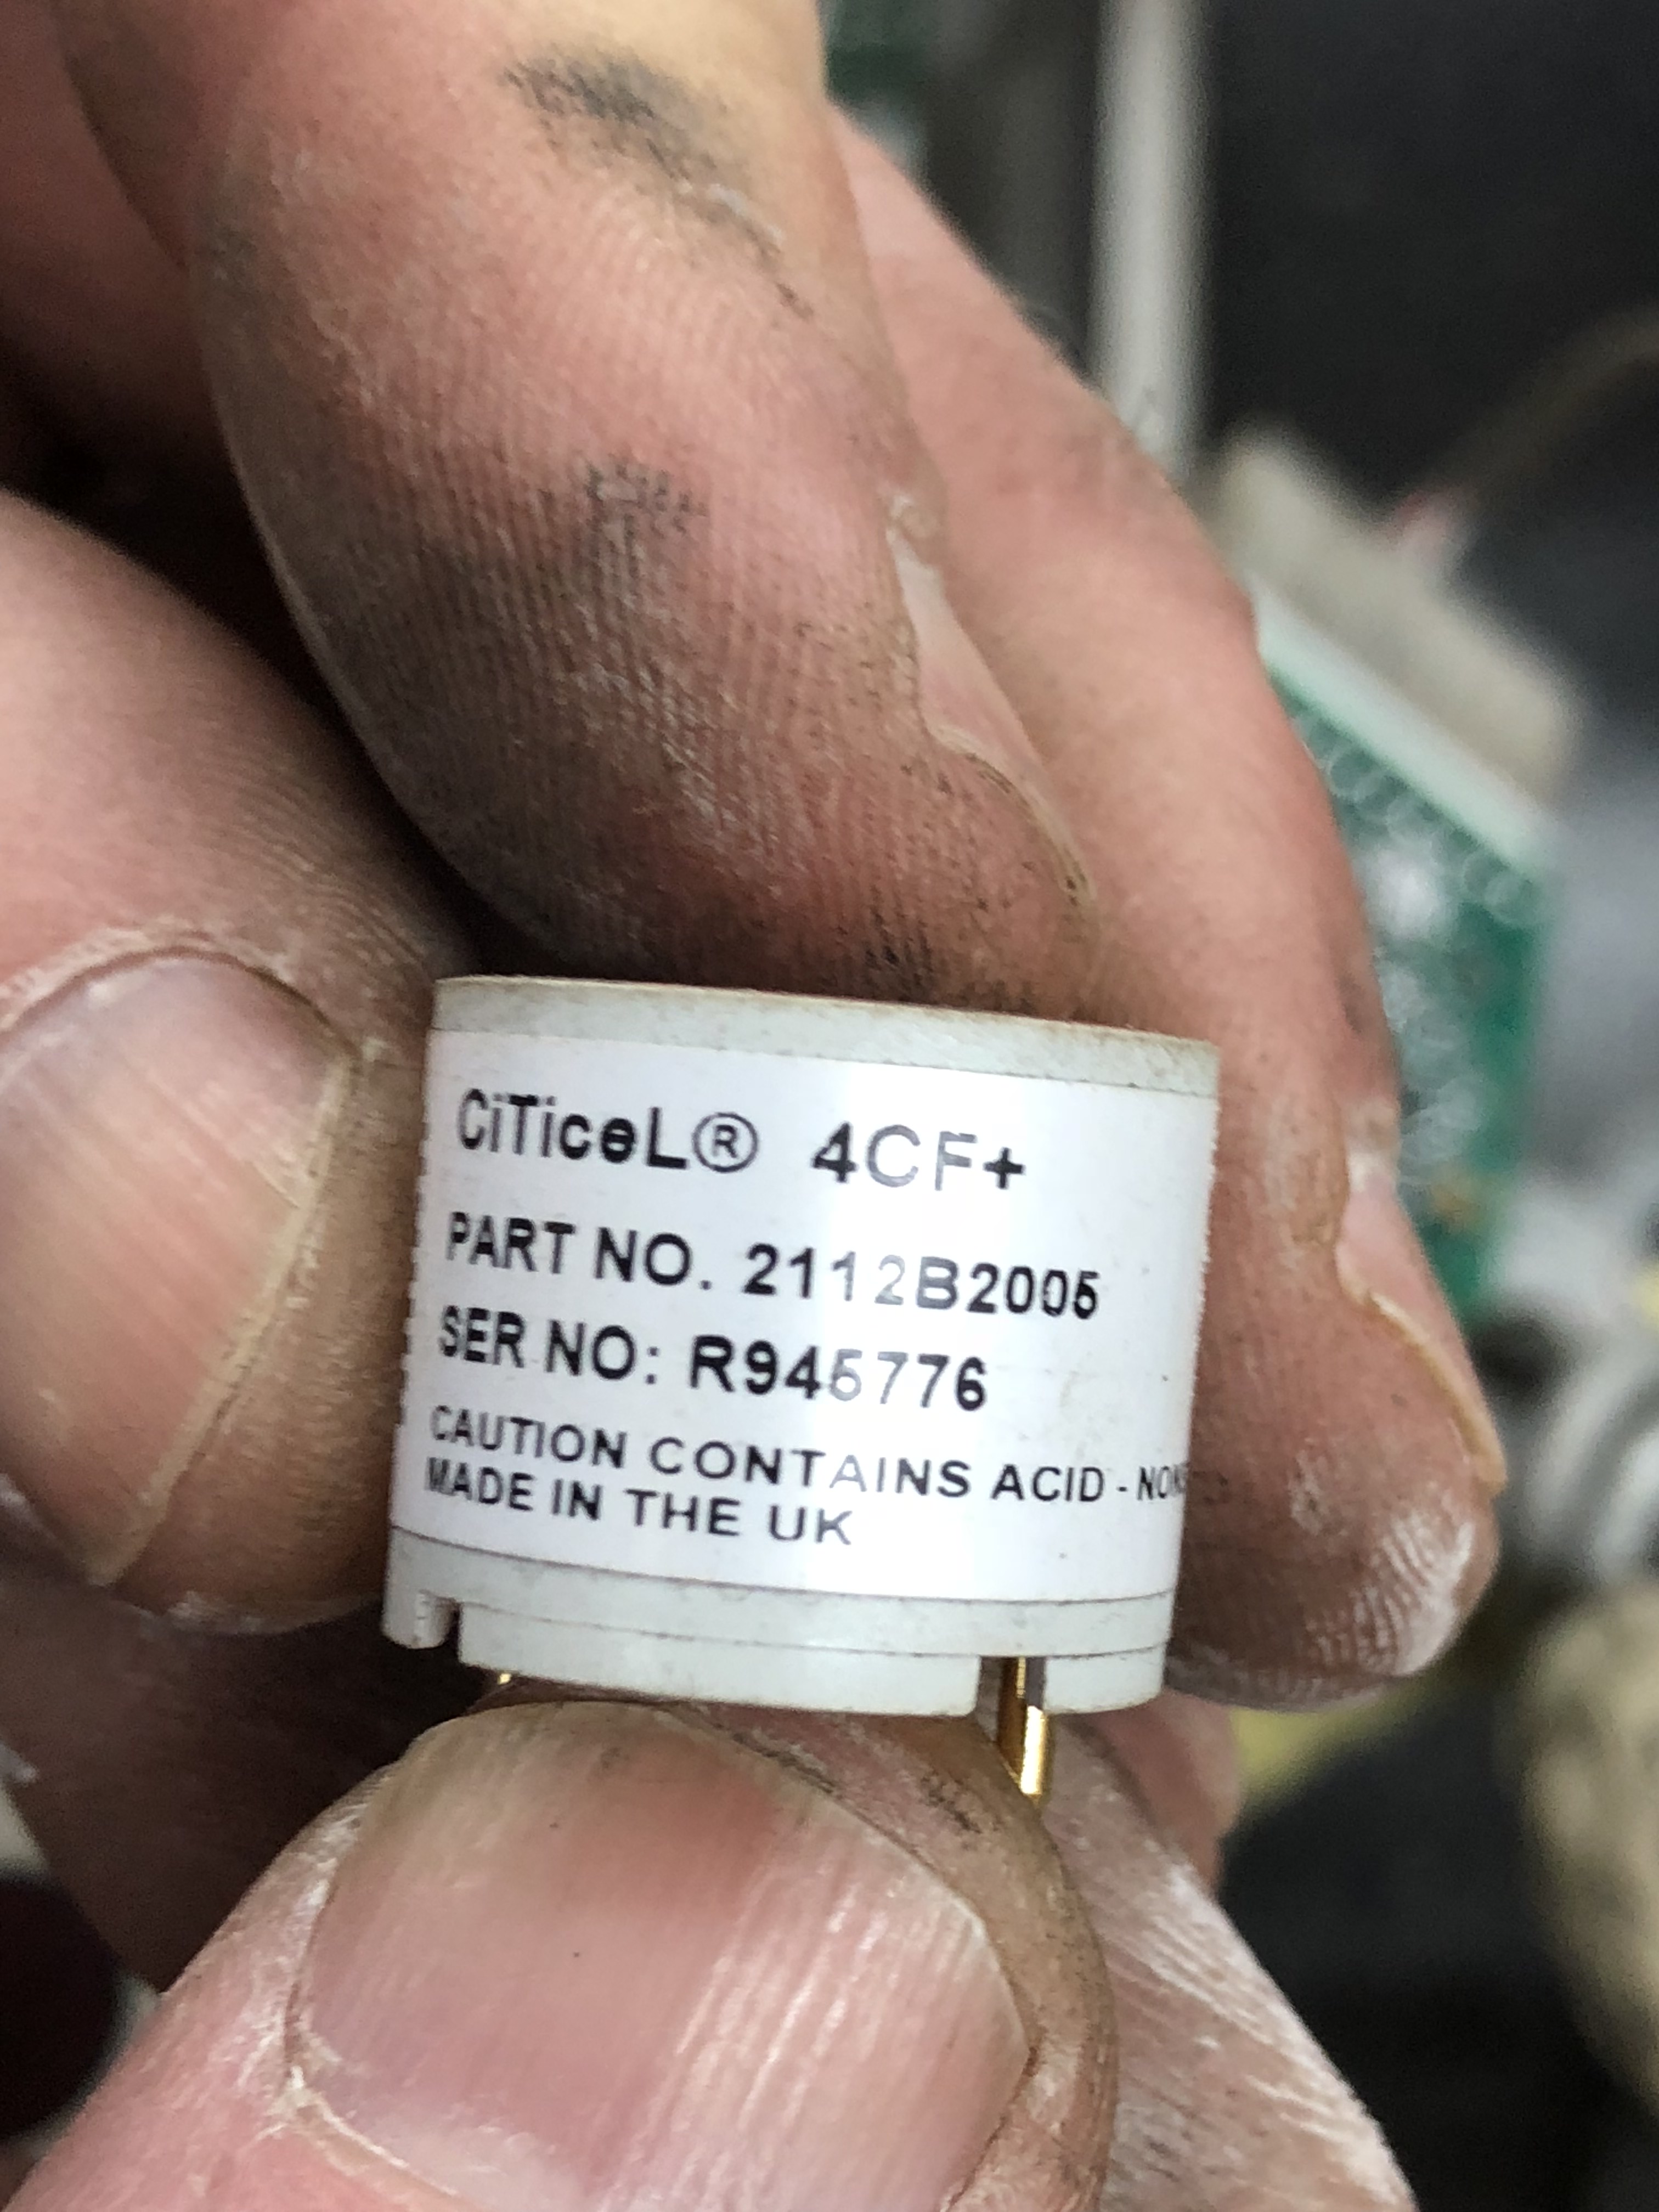 CiTiceL® 4CF+
PART NO. 2112B2005
SER NO: R945776
CAUTION CONTAINS ACID -
MADE IN THE UK